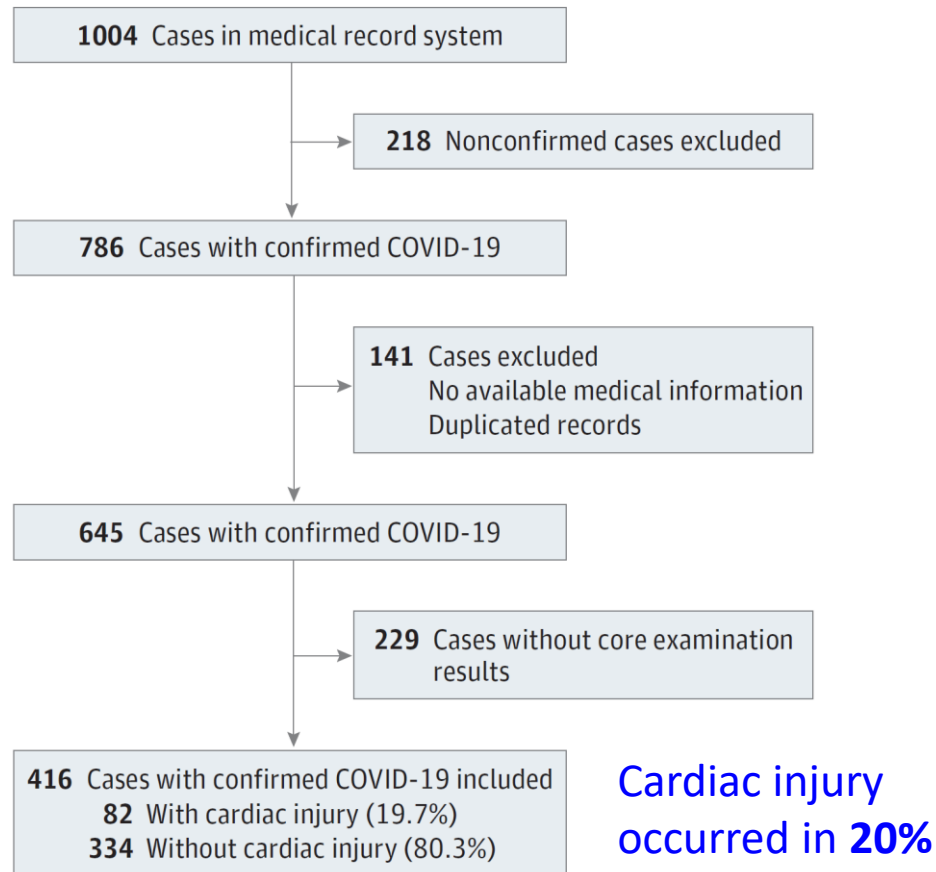 1004 Cases in medical record system
218 Nonconfirmed cases excluded
786 Cases with confirmed COVID-19
141 Cases excluded
No available medical information
Duplicated records
645 Cases with confirmed COVID-19
229 Cases without core examination
results
416 Cases with confirmed COVID-19 included
82 With cardiac injury (19.7%)
334 Without cardiac injury (80.3%)
Cardiac injury
occurred in 20%